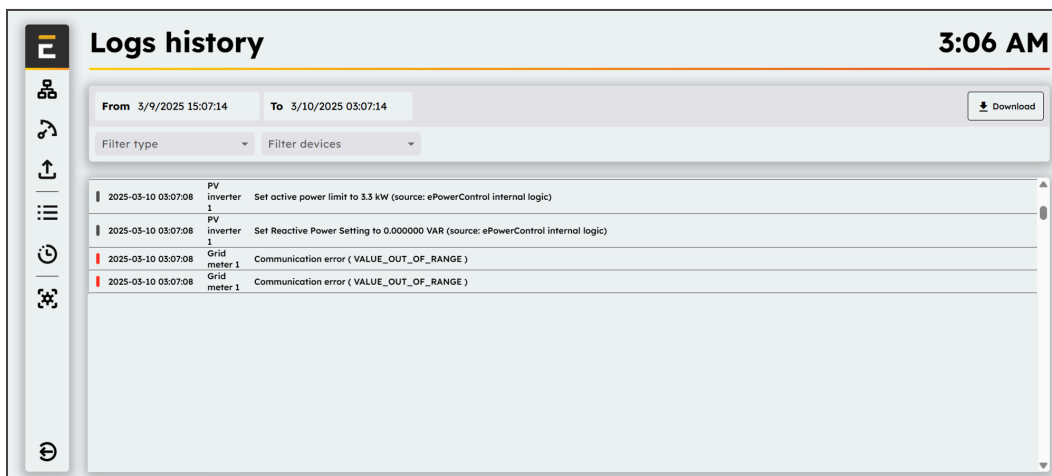 Logs history
3:06 AM
From 3/9/2025 15:07:14
To 3/10/2025 03:07:14
Download
Filter type
Filter devices
2025-03-10 03:07:08 PV inverter 1 Set active power limit to 3.3 kW (source: ePowerControl internal logic)
2025-03-10 03:07:08 PV inverter 1 Set Reactive Power Setting to 0.000000 VAR (source: ePowerControl internal logic)
2025-03-10 03:07:08 Grid meter 1 Communication error ( VALUE_OUT_OF_RANGE )
2025-03-10 03:07:08 Grid meter 1 Communication error ( VALUE_OUT_OF_RANGE )